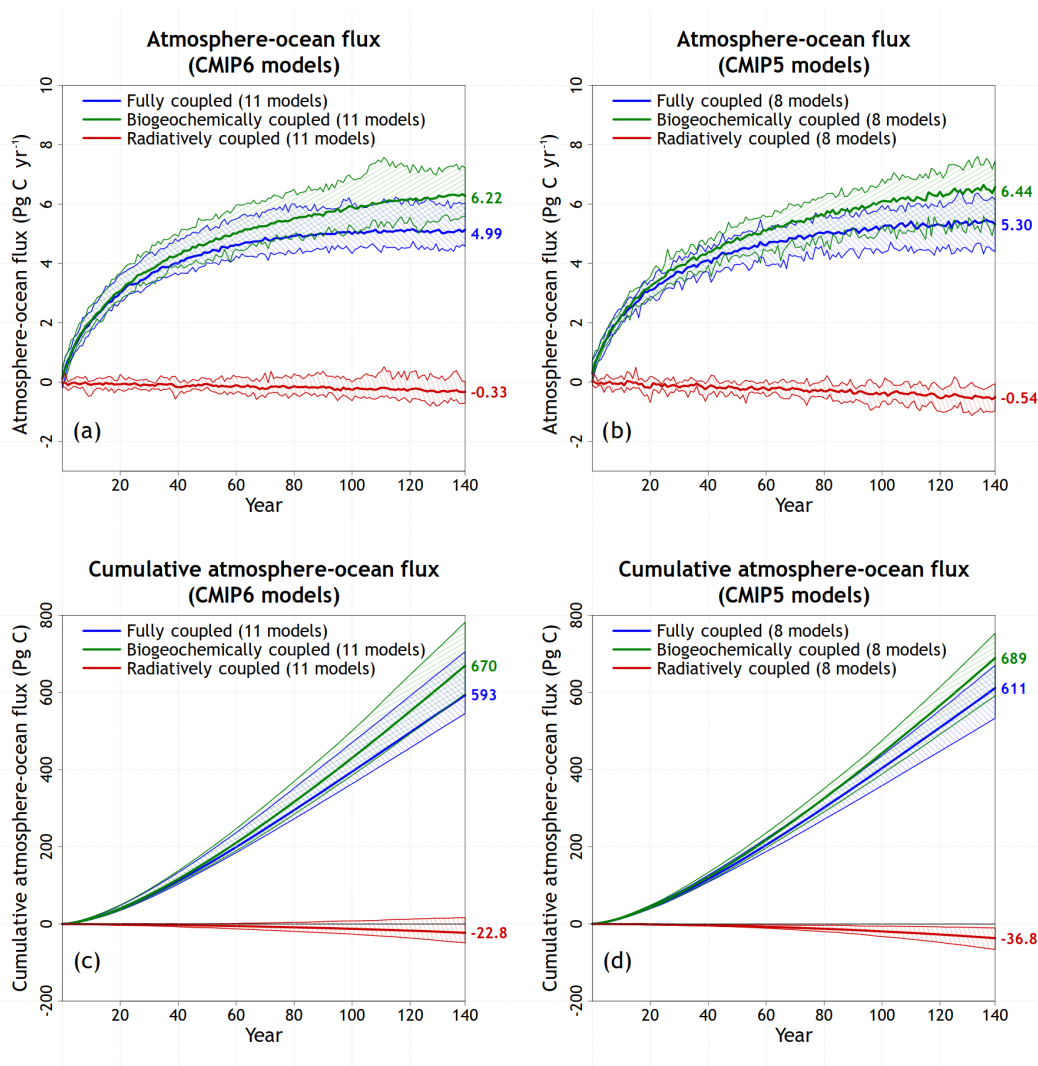 Atmosphere-ocean flux
(CMIP6 models)
Atmosphere-ocean flux (Pg C yr⁻¹)
10
8
6
4
2
0
-2
Fully coupled (11 models)
Biogeochemically coupled (11 models)
Radiatively coupled (11 models)
6.22
4.99
-0.33
(a)
20 40 60 80 100 120 140
Year
Atmosphere-ocean flux
(CMIP5 models)
Atmosphere-ocean flux (Pg C yr⁻¹)
10
8
6
4
2
0
-2
Fully coupled (8 models)
Biogeochemically coupled (8 models)
Radiatively coupled (8 models)
6.44
5.30
-0.54
(b)
20 40 60 80 100 120 140
Year
Cumulative atmosphere-ocean flux
(CMIP6 models)
Cumulative atmosphere-ocean flux (Pg C)
800
600
400
200
0
-200
Fully coupled (11 models)
Biogeochemically coupled (11 models)
Radiatively coupled (11 models)
670
593
-22.8
(c)
20 40 60 80 100 120 140
Year
Cumulative atmosphere-ocean flux
(CMIP5 models)
Cumulative atmosphere-ocean flux (Pg C)
800
600
400
200
0
-200
Fully coupled (8 models)
Biogeochemically coupled (8 models)
Radiatively coupled (8 models)
689
611
-36.8
(d)
20 40 60 80 100 120 140
Year